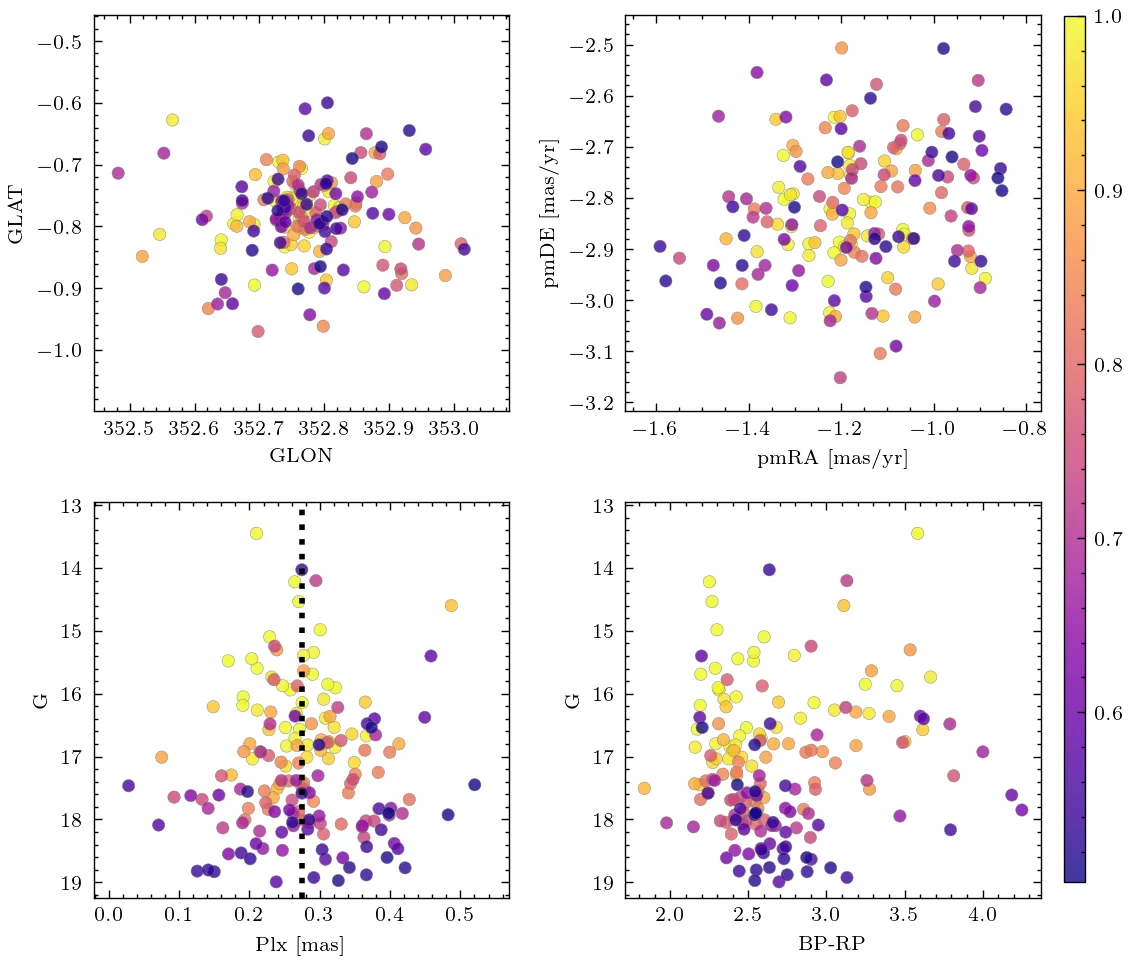 −0.5
−0.6
−0.7
−0.8
−0.9
−1.0
GLAT
352.5 352.6 352.7 352.8 352.9 353.0
GLON
−2.5
−2.6
−2.7
−2.8
−2.9
−3.0
−3.1
−3.2
pmDE [mas/yr]
−1.6 −1.4 −1.2 −1.0 −0.8
pmRA [mas/yr]
13
14
15
16
17
18
19
G
0.0 0.1 0.2 0.3 0.4 0.5
Plx [mas]
13
14
15
16
17
18
19
G
2.0 2.5 3.0 3.5 4.0
BP-RP
1.0
0.9
0.8
0.7
0.6